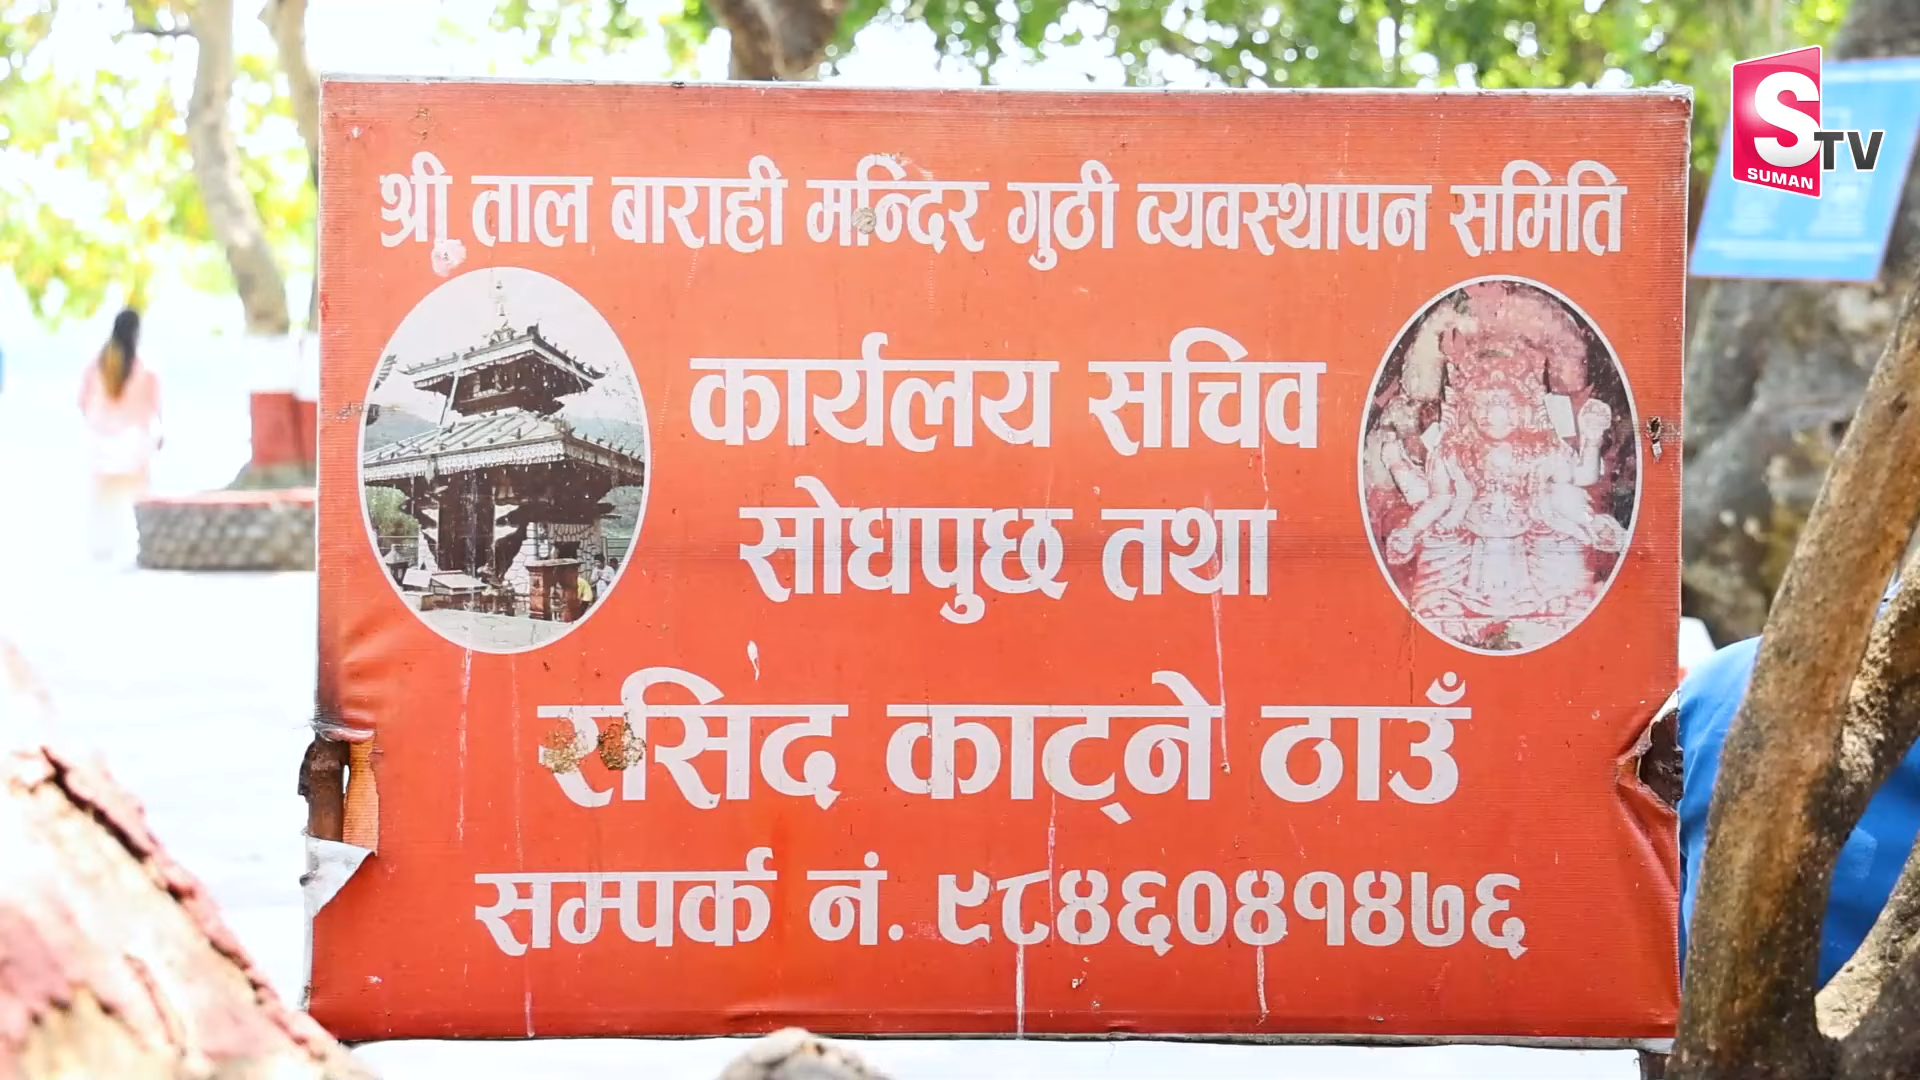 श्री ताल बाराही मन्दिर गुठी व्यवस्थापन समिति
कार्यलय सचिव
सोधपुछ तथा
रसिद काट्ने ठाउँ
सम्पर्क नं. ९८४६०४१४७६
S TV
SUMAN